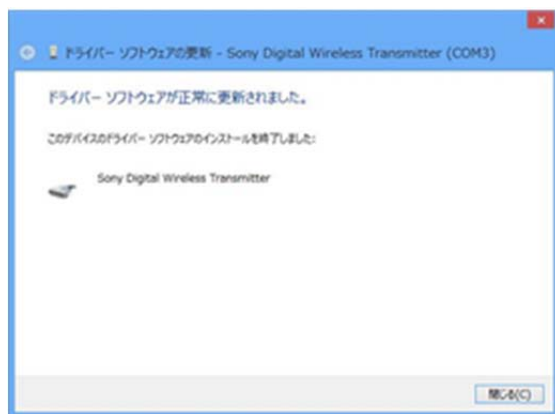 ドライバー ソフトウェアの更新 - Sony Digital Wireless Transmitter (COM3)
ドライバー ソフトウェアが正常に更新されました。
このデバイスのドライバー ソフトウェアのインストールを終了しました:
Sony Digital Wireless Transmitter
閉じる(C)